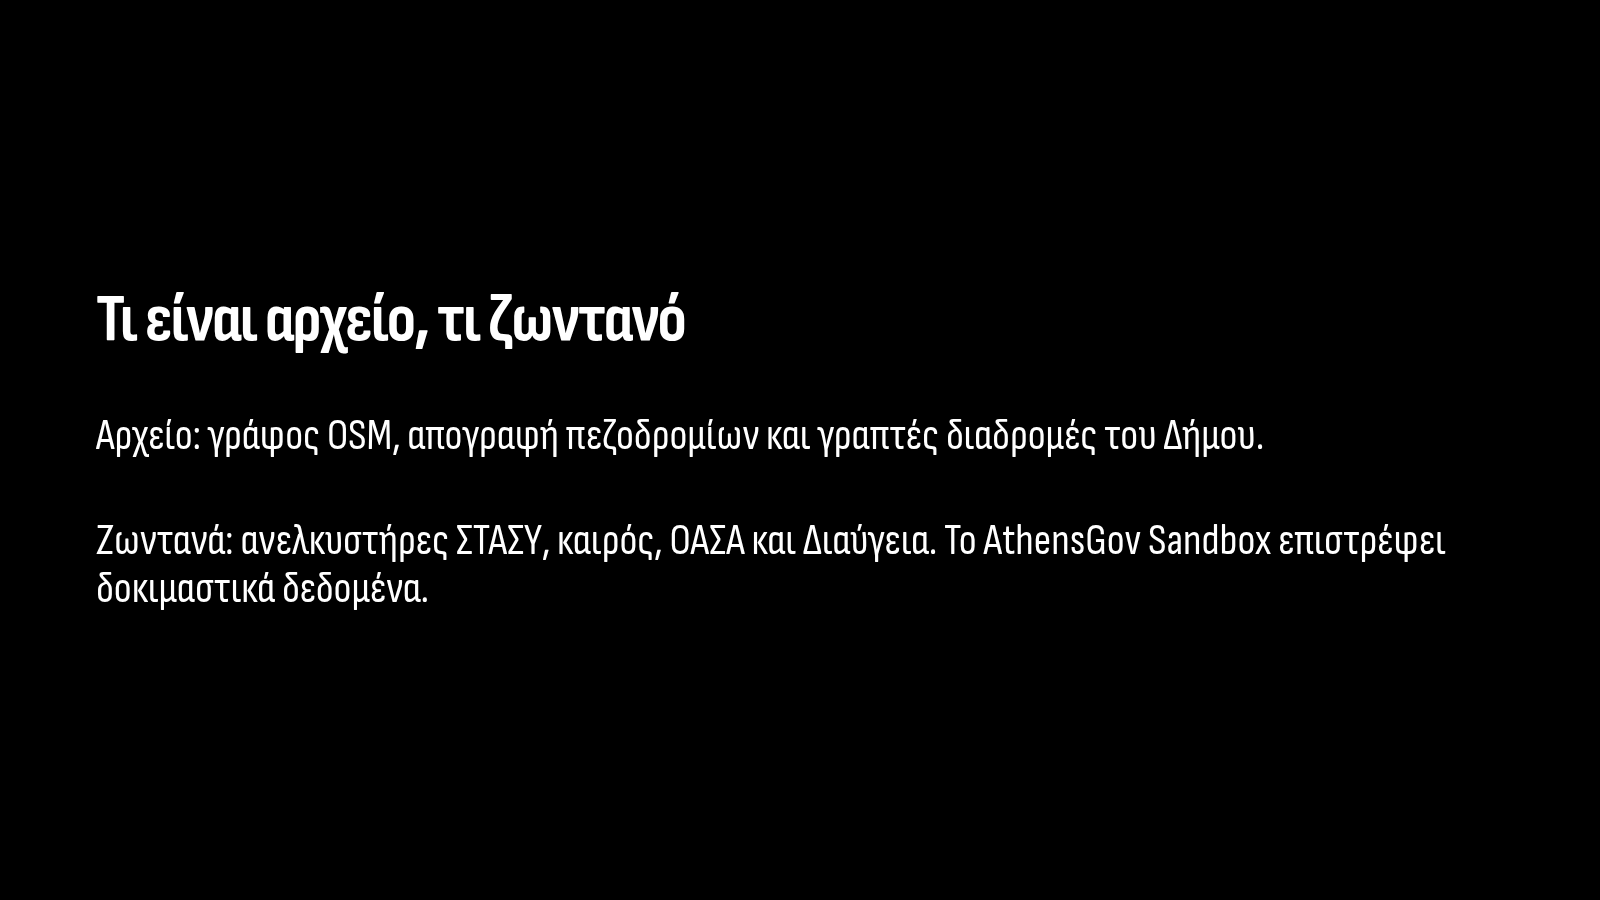 Τι είναι αρχείο, τι ζωντανό
Αρχείο: γράφος OSM, απογραφή πεζοδρομίων και γραπτές διαδρομές του Δήμου.
Ζωντανά: ανελκυστήρες ΣΤΑΣΥ, καιρός, ΟΑΣΑ και Διαύγεια. Το AthensGov Sandbox επιστρέφει
δοκιμαστικά δεδομένα.